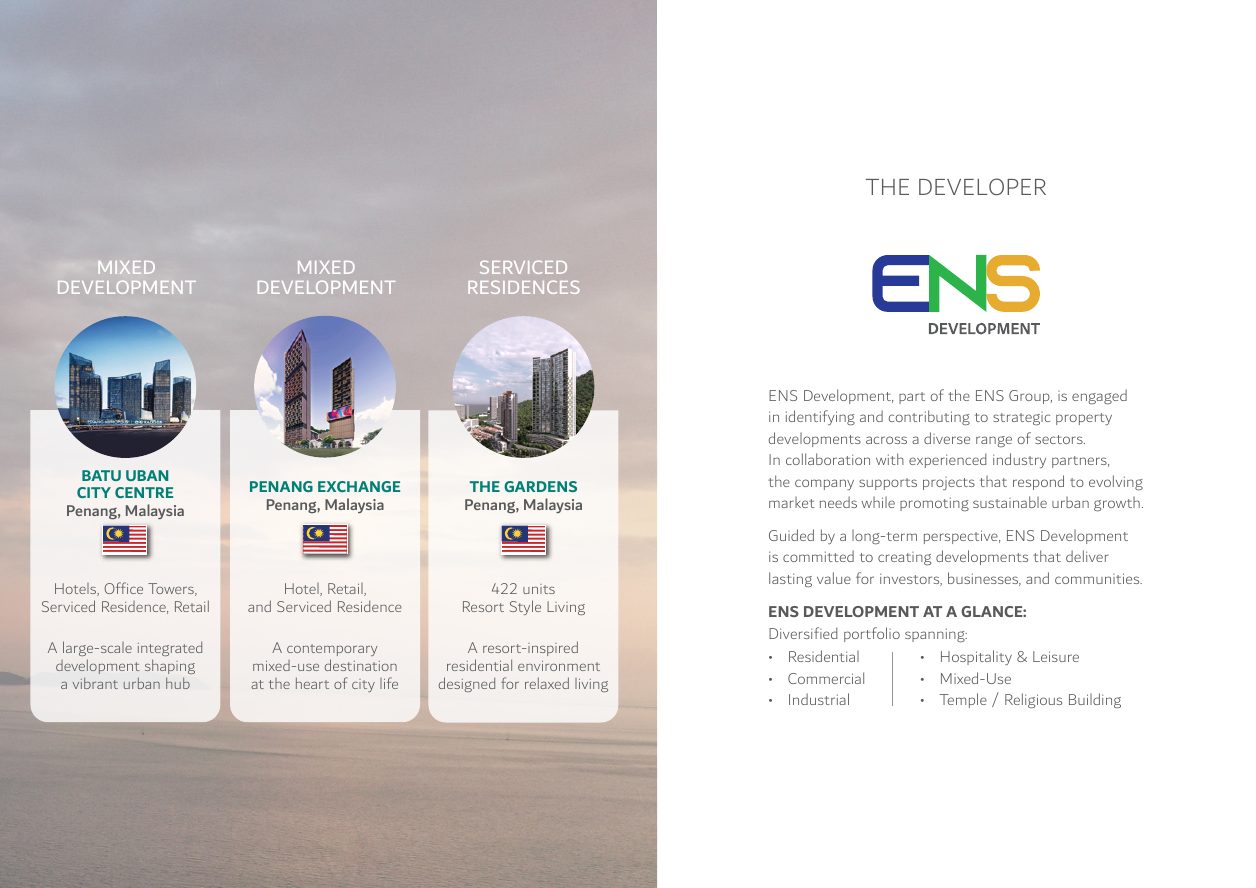 MIXED
DEVELOPMENT
BATU UBAN
CITY CENTRE
Penang, Malaysia
Hotels, Office Towers,
Serviced Residence, Retail
A large-scale integrated
development shaping
a vibrant urban hub
MIXED
DEVELOPMENT
PENANG EXCHANGE
Penang, Malaysia
Hotel, Retail,
and Serviced Residence
A contemporary
mixed-use destination
at the heart of city life
SERVICED
RESIDENCES
THE GARDENS
Penang, Malaysia
422 units
Resort Style Living
A resort-inspired
residential environment
designed for relaxed living
THE DEVELOPER
ENS
DEVELOPMENT
ENS Development, part of the ENS Group, is engaged
in identifying and contributing to strategic property
developments across a diverse range of sectors.
In collaboration with experienced industry partners,
the company supports projects that respond to evolving
market needs while promoting sustainable urban growth.
Guided by a long-term perspective, ENS Development
is committed to creating developments that deliver
lasting value for investors, businesses, and communities.
ENS DEVELOPMENT AT A GLANCE:
Diversified portfolio spanning:
• Residential
• Commercial
• Industrial
• Hospitality & Leisure
• Mixed-Use
• Temple / Religious Building